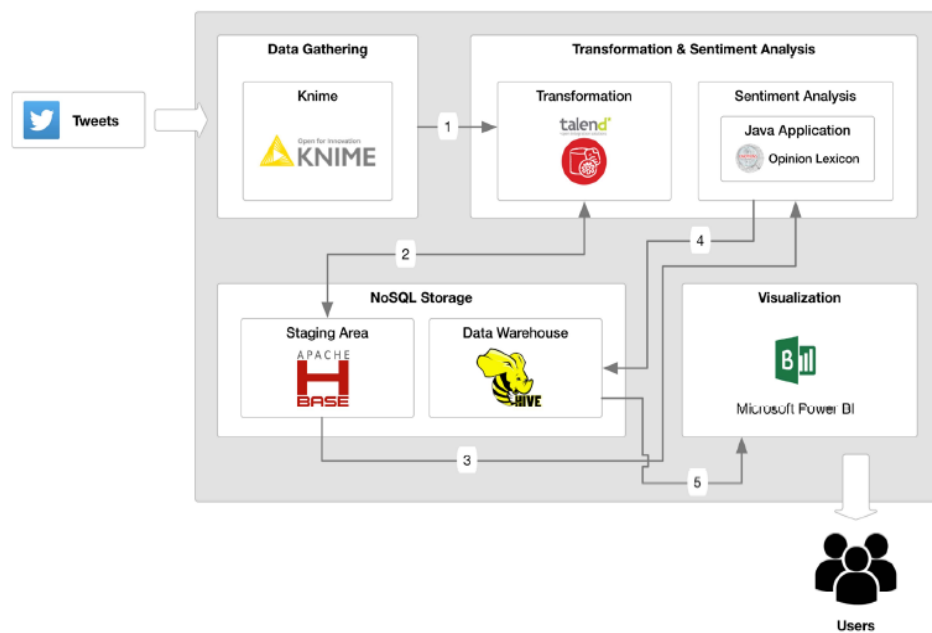 Data Gathering
Transformation & Sentiment Analysis
Tweets
Knime
Open for Innovation
KNIME
1
Transformation
talend
Sentiment Analysis
Java Application
Opinion Lexicon
2
4
NoSQL Storage
Staging Area
APACHE
H
BASE
Data Warehouse
HIVE
Visualization
B
Microsoft Power BI
3
5
Users